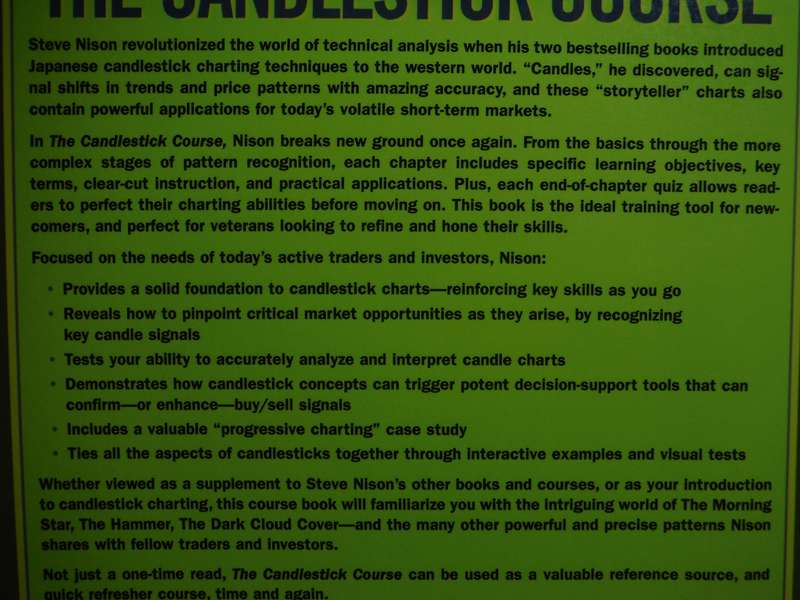 THE CANDLESTICK COURSE
Steve Nison revolutionized the world of technical analysis when his two bestselling books introduced
Japanese candlestick charting techniques to the western world. “Candles,” he discovered, can sig-
nal shifts in trends and price patterns with amazing accuracy, and these “storyteller” charts also
contain powerful applications for today’s volatile short-term markets.
In The Candlestick Course, Nison breaks new ground once again. From the basics through the more
complex stages of pattern recognition, each chapter includes specific learning objectives, key
terms, clear-cut instruction, and practical applications. Plus, each end-of-chapter quiz allows read-
ers to perfect their charting abilities before moving on. This book is the ideal training tool for new-
comers, and perfect for veterans looking to refine and hone their skills.
Focused on the needs of today’s active traders and investors, Nison:
• Provides a solid foundation to candlestick charts—reinforcing key skills as you go
• Reveals how to pinpoint critical market opportunities as they arise, by recognizing
key candle signals
• Tests your ability to accurately analyze and interpret candle charts
• Demonstrates how candlestick concepts can trigger potent decision-support tools that can
confirm—or enhance—buy/sell signals
• Includes a valuable “progressive charting” case study
• Ties all the aspects of candlesticks together through interactive examples and visual tests
Whether viewed as a supplement to Steve Nison’s other books and courses, or as your introduction
to candlestick charting, this course book will familiarize you with the intriguing world of The Morning
Star, The Hammer, The Dark Cloud Cover—and the many other powerful and precise patterns Nison
shares with fellow traders and investors.
Not just a one-time read, The Candlestick Course can be used as a valuable reference source, and
quick refresher course, time and again.